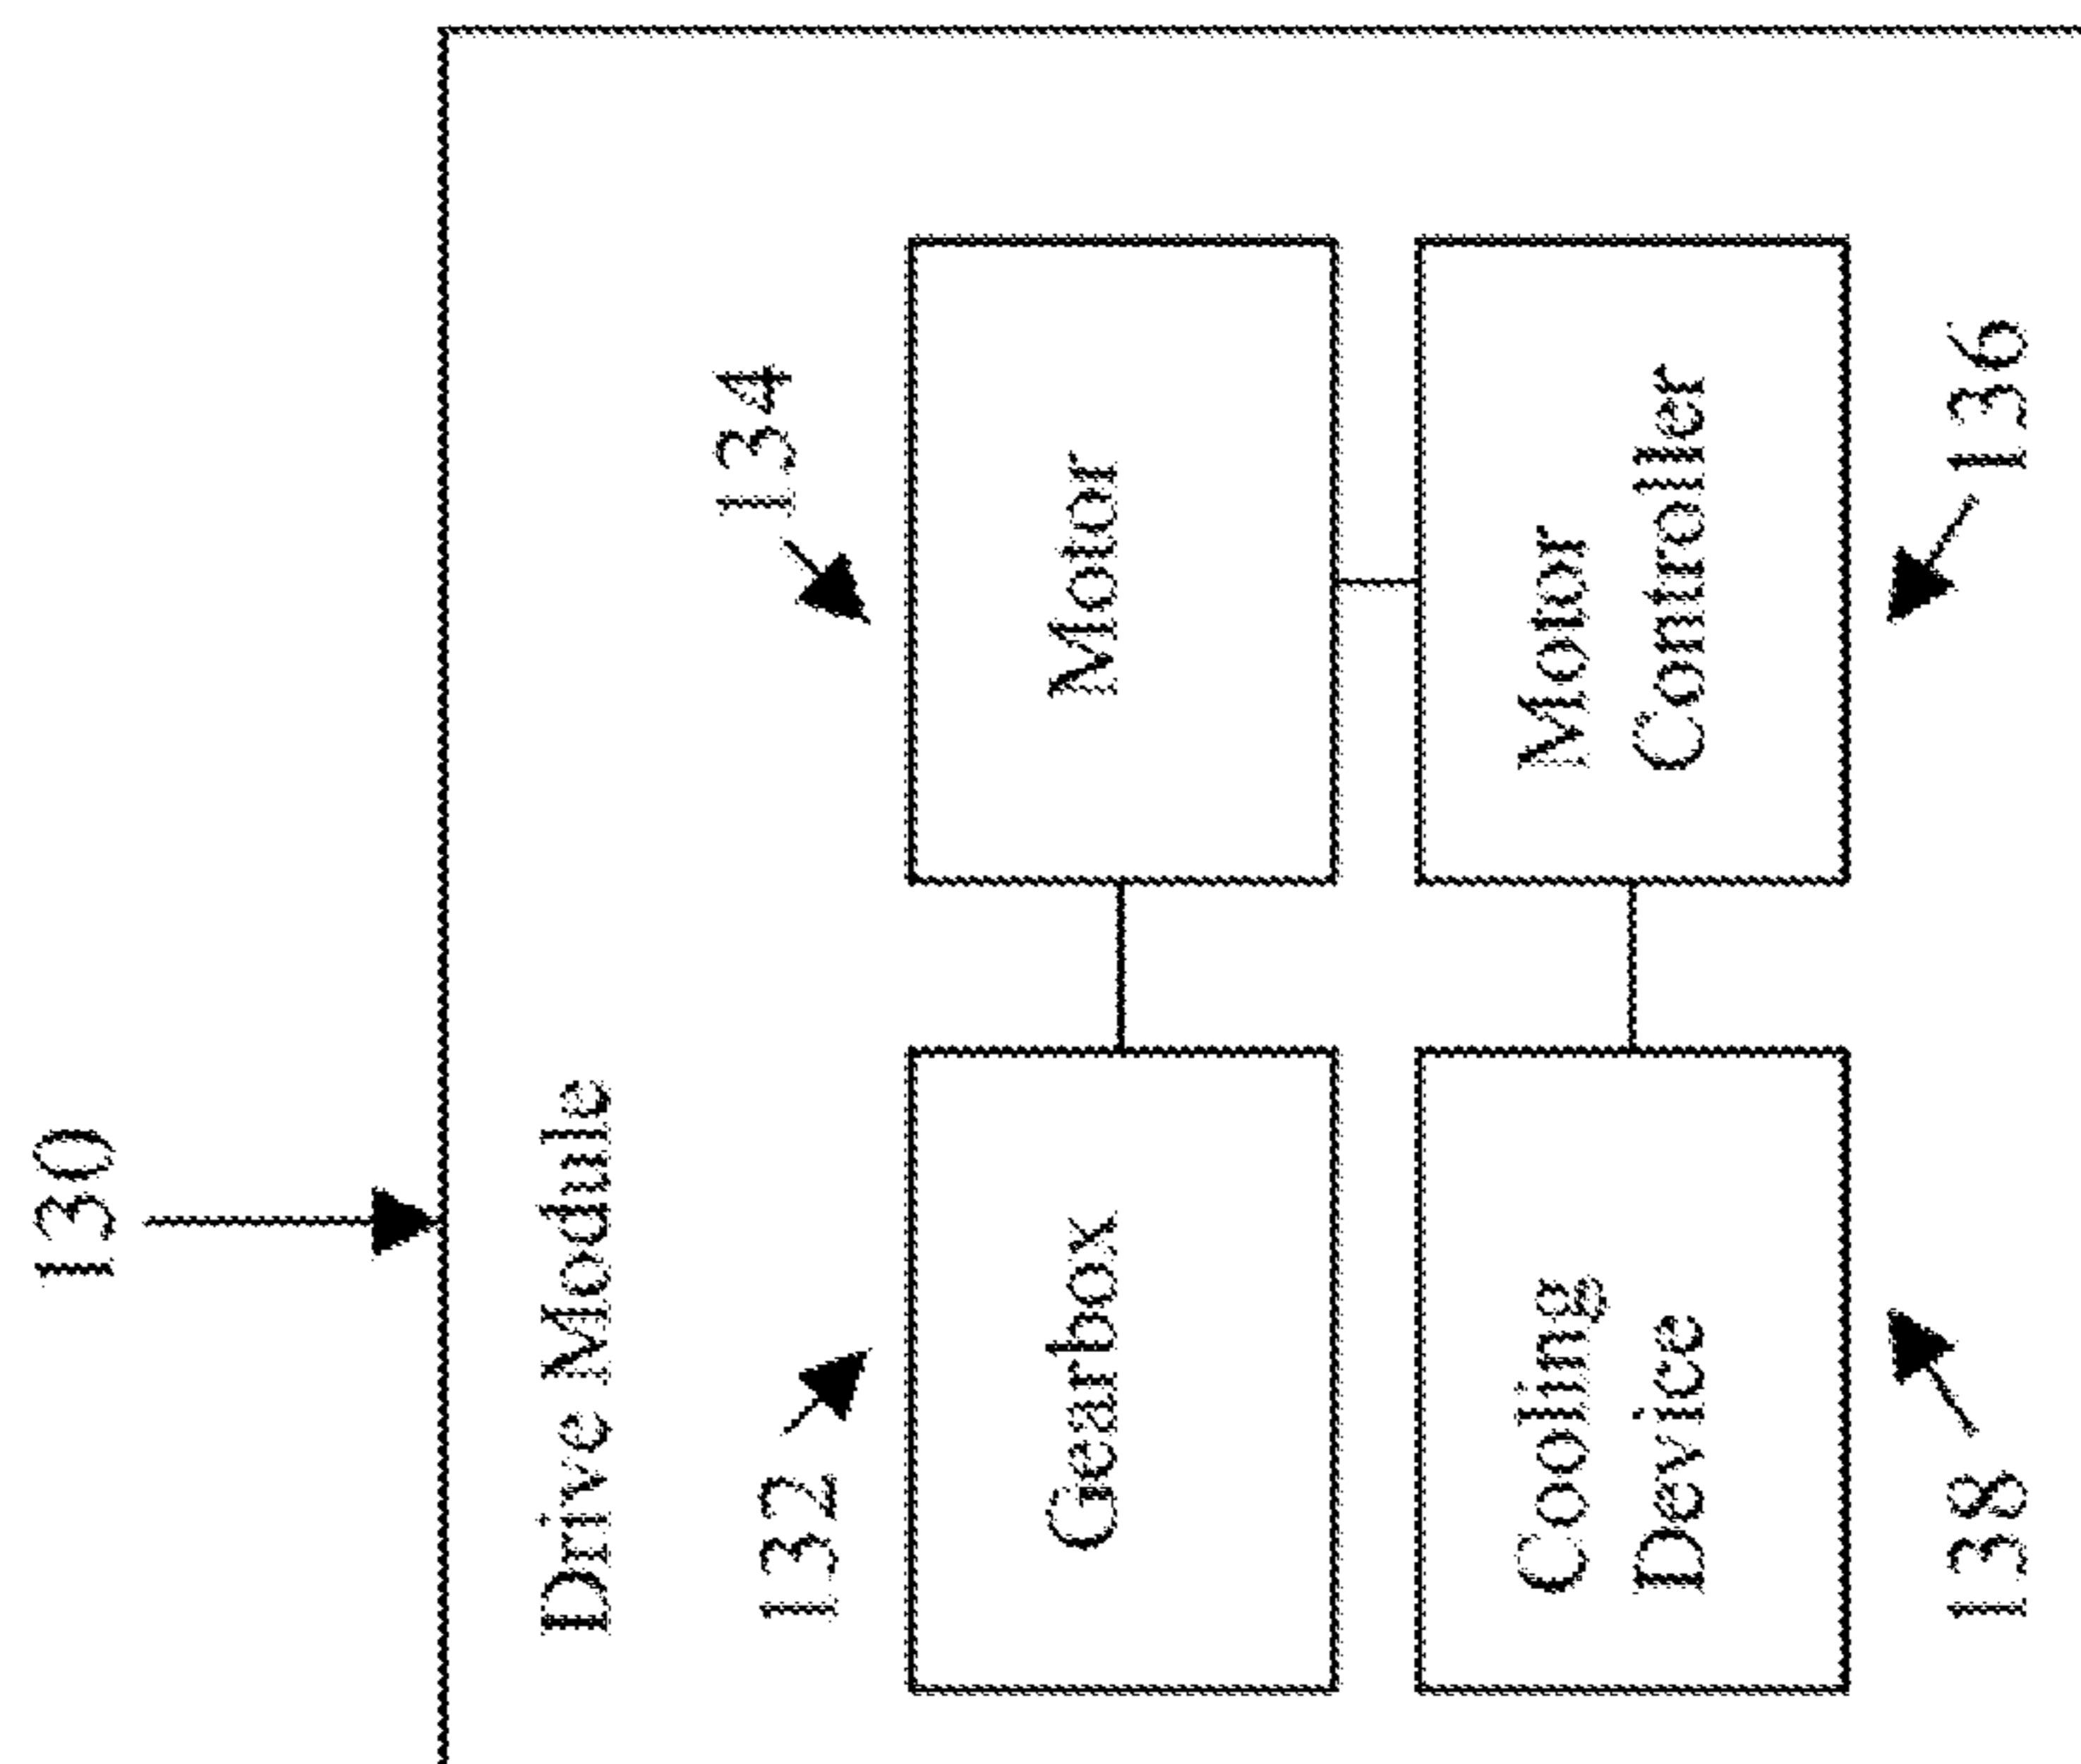 130
Drive Module
132
134
Gearbox
Motor
Cooling
Device
Motor
Controller
138
136